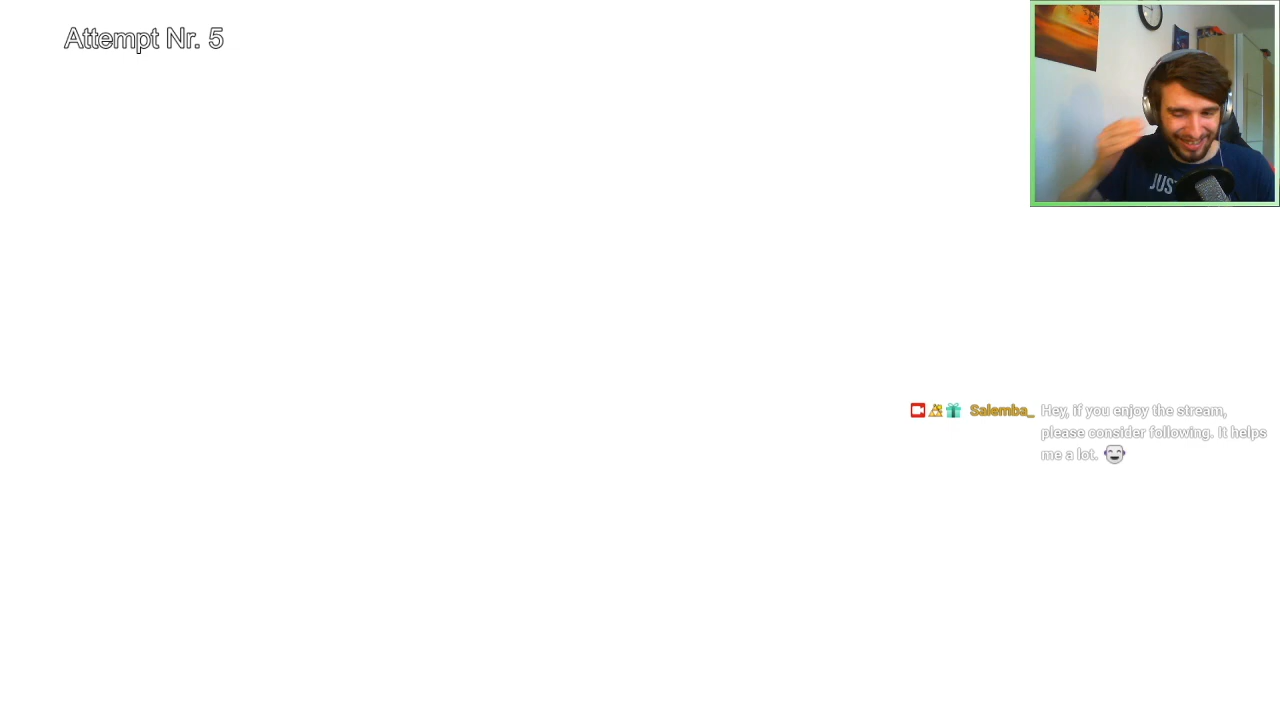 Attempt Nr. 5
JUS
Salemba_ Hey, if you enjoy the stream,
please consider following. It helps
me a lot.